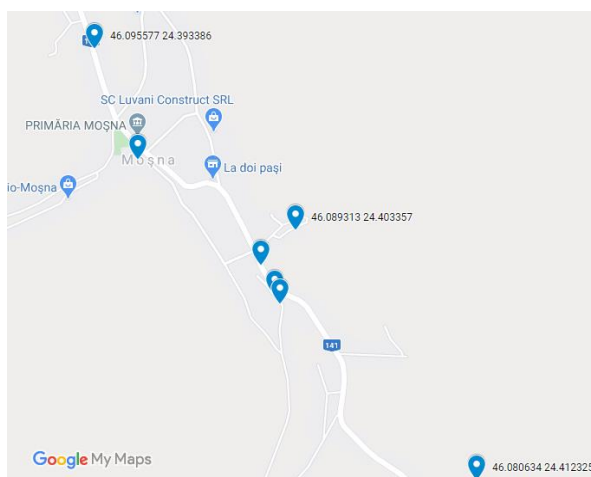 46.095577 24.393386
SC Luvani Construct SRL
PRIMĂRIA MOȘNA
Moșna
La doi pași
io-Moșna
46.089313 24.403357
141
Google My Maps
46.080634 24.412325